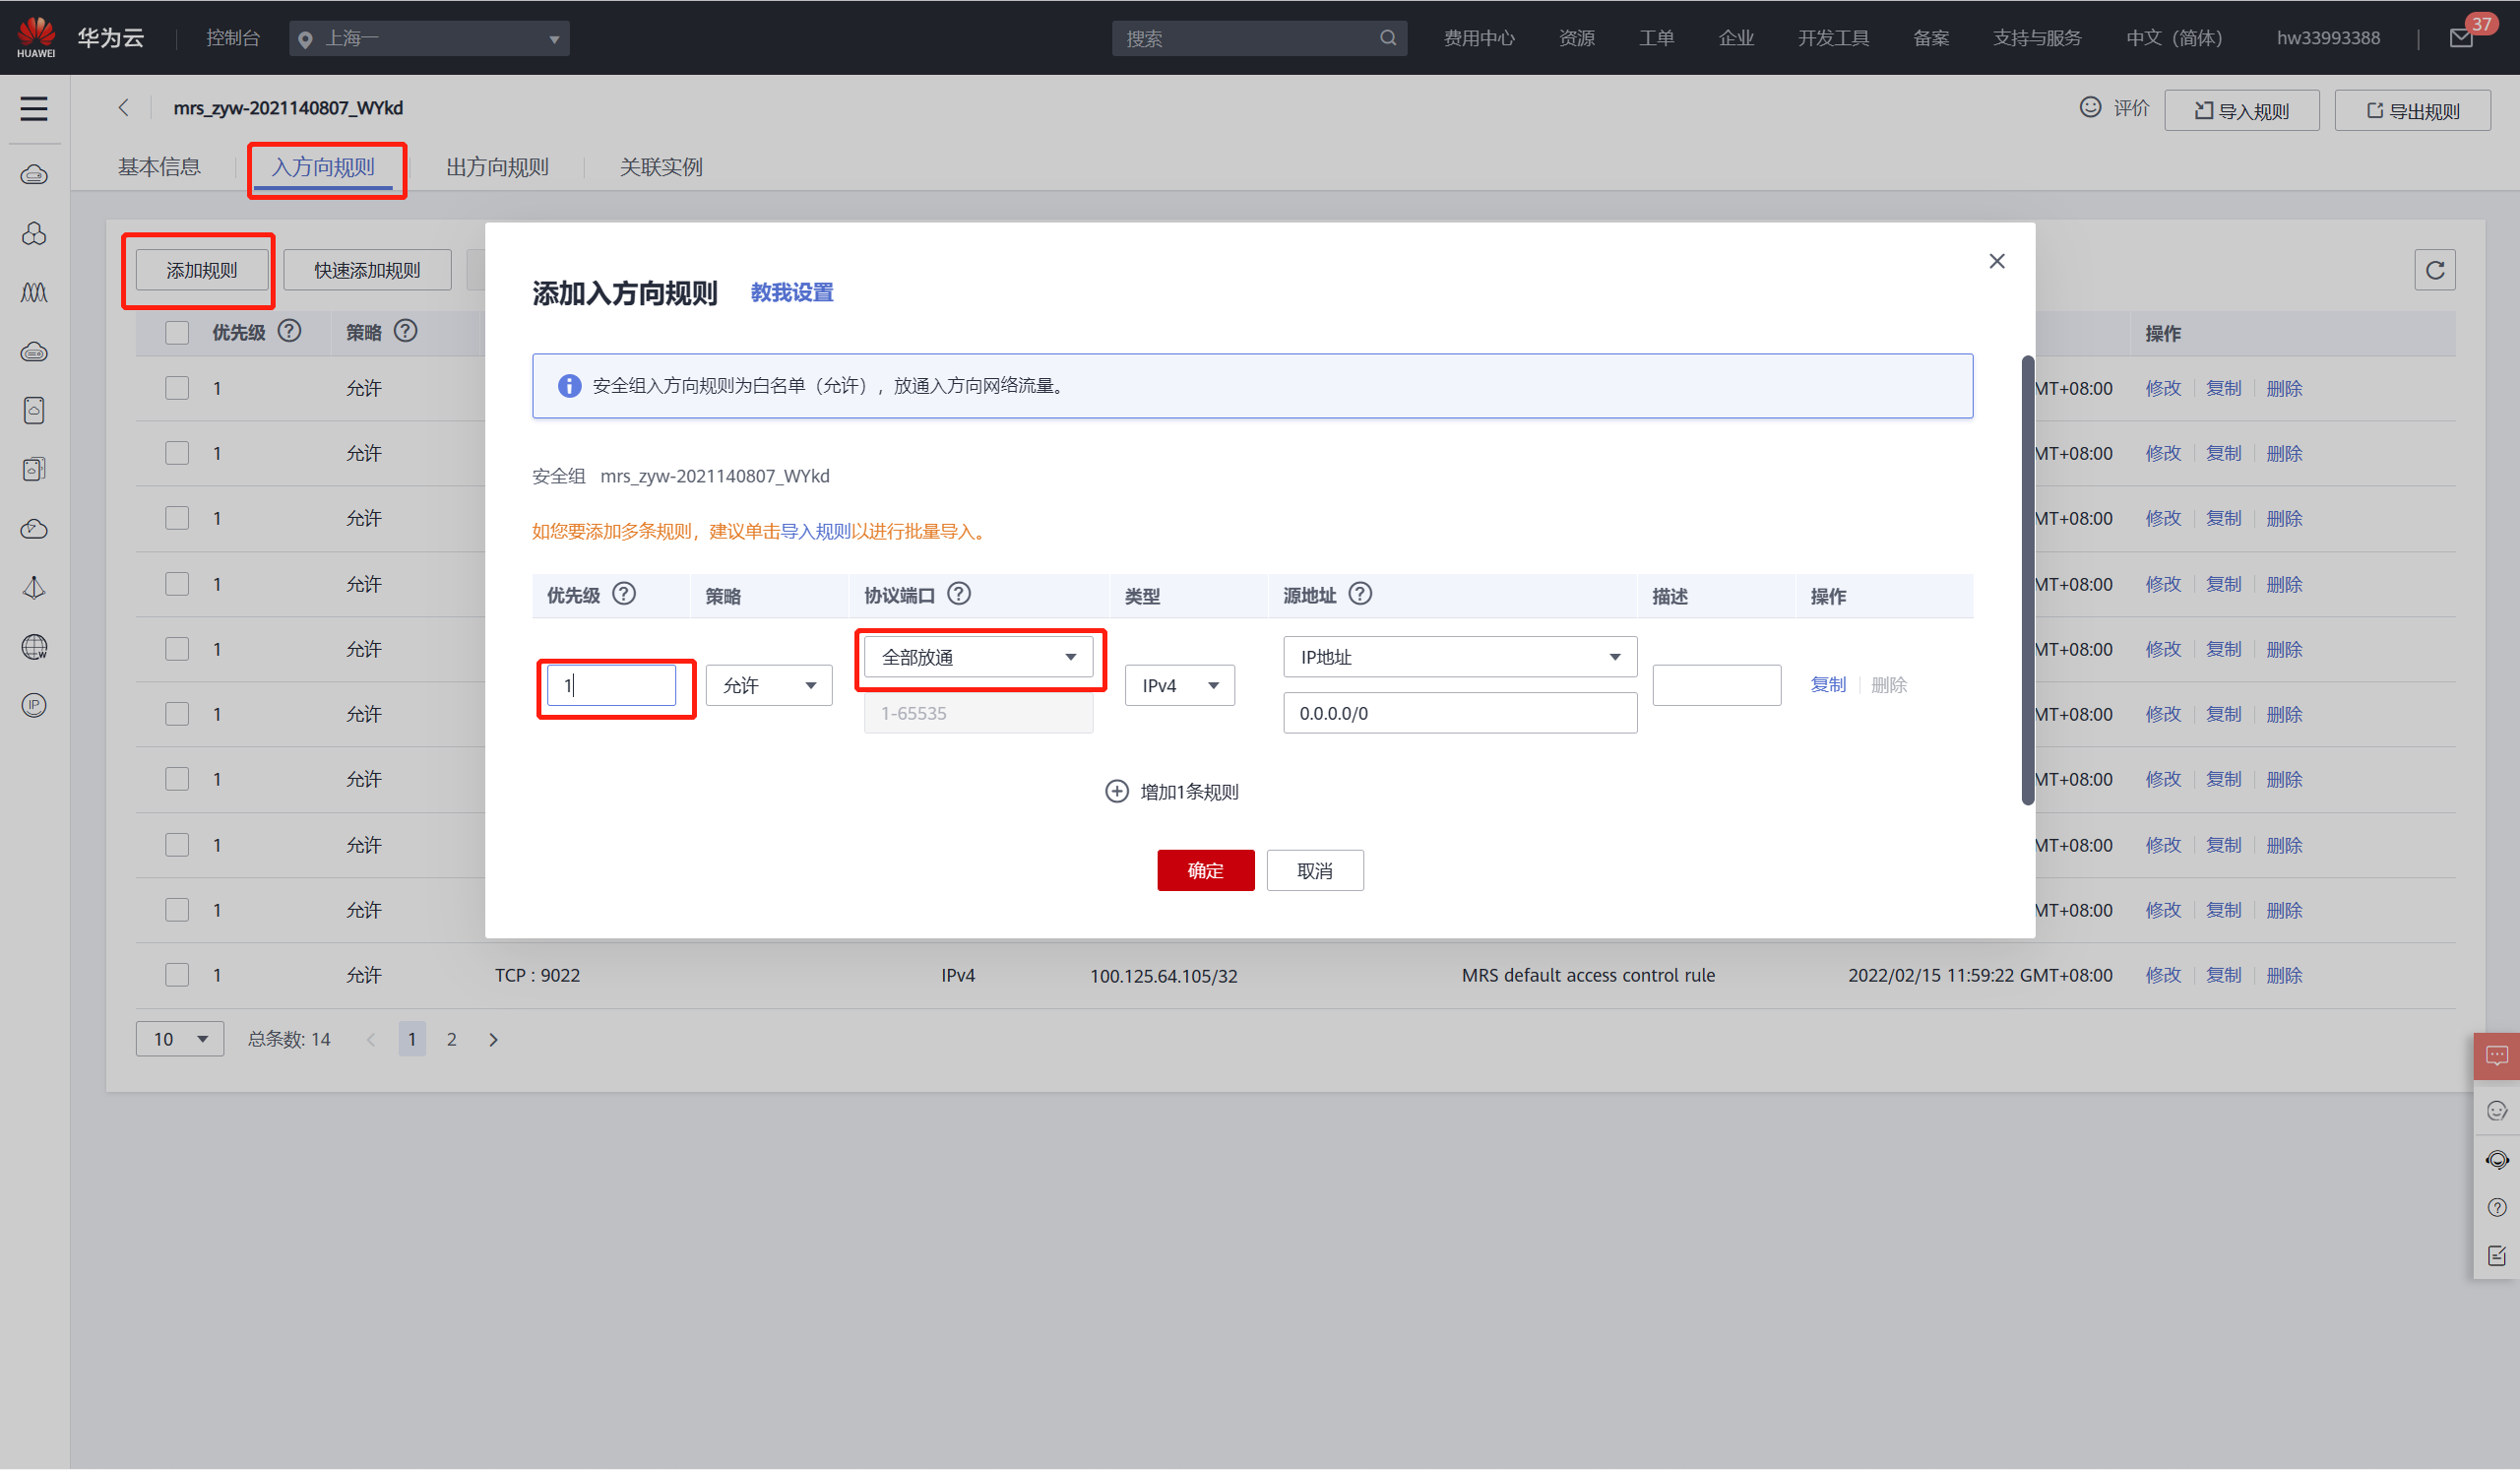 HUAWEI 华为云 控制台 上海一 搜索 费用中心 资源 工单 企业 开发工具 备案 支持与服务 中文（简体） hw33993388 37
mrs_zyw-2021140807_WYkd 评价 导入规则 导出规则
基本信息 入方向规则 出方向规则 关联实例
添加规则 快速添加规则
添加入方向规则 教我设置
优先级 策略 操作
安全组入方向规则为白名单（允许），放通入方向网络流量。
1 允许 MT+08:00 修改 复制 删除
1 允许 MT+08:00 修改 复制 删除
安全组 mrs_zyw-2021140807_WYkd
1 允许 MT+08:00 修改 复制 删除
如您要添加多条规则，建议单击导入规则以进行批量导入。
1 允许 MT+08:00 修改 复制 删除
优先级 策略 协议端口 类型 源地址 描述 操作
1 允许 MT+08:00 修改 复制 删除
全部放通 IP地址
1 允许 IPv4 复制 删除
1-65535 0.0.0.0/0
1 允许 MT+08:00 修改 复制 删除
1 允许 MT+08:00 修改 复制 删除
增加1条规则
1 允许 MT+08:00 修改 复制 删除
确定 取消
1 允许 MT+08:00 修改 复制 删除
1 允许 TCP : 9022 IPv4 100.125.64.105/32 MRS default access control rule 2022/02/15 11:59:22 GMT+08:00 修改 复制 删除
10 总条数: 14 1 2
IP